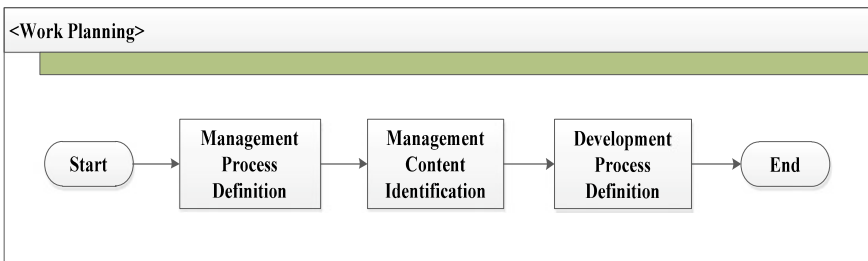 <Work Planning>
Start
Management
Process
Definition
Management
Content
Identification
Development
Process
Definition
End